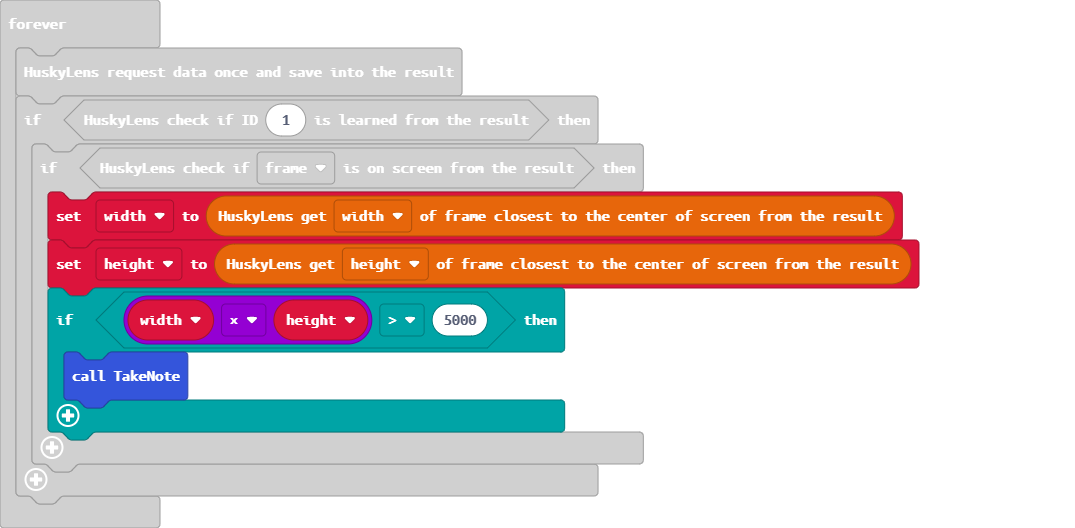 forever
HuskyLens request data once and save into the result
if HuskyLens check if ID 1 is learned from the result then
if HuskyLens check if frame is on screen from the result then
set width to HuskyLens get width of frame closest to the center of screen from the result
set height to HuskyLens get height of frame closest to the center of screen from the result
if width x height > 5000 then
call TakeNote